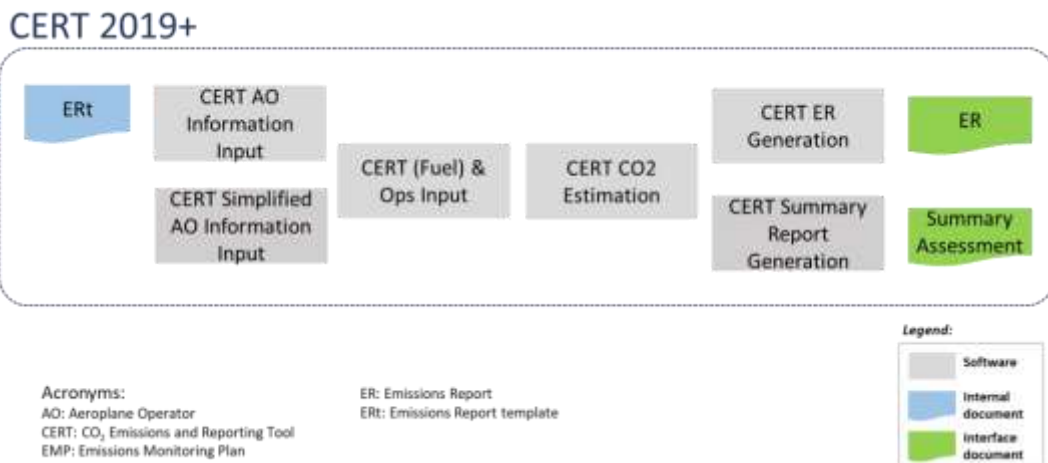 CERT 2019+
ERt
CERT AO
Information
Input
CERT Simplified
AO Information
Input
CERT (Fuel) &
Ops Input
CERT CO2
Estimation
CERT ER
Generation
CERT Summary
Report
Generation
ER
Summary
Assessment
Legend:
Software
Internal
document
Interface
document
Acronyms:
AO: Aeroplane Operator
CERT: CO₂ Emissions and Reporting Tool
EMP: Emissions Monitoring Plan
ER: Emissions Report
ERt: Emissions Report template